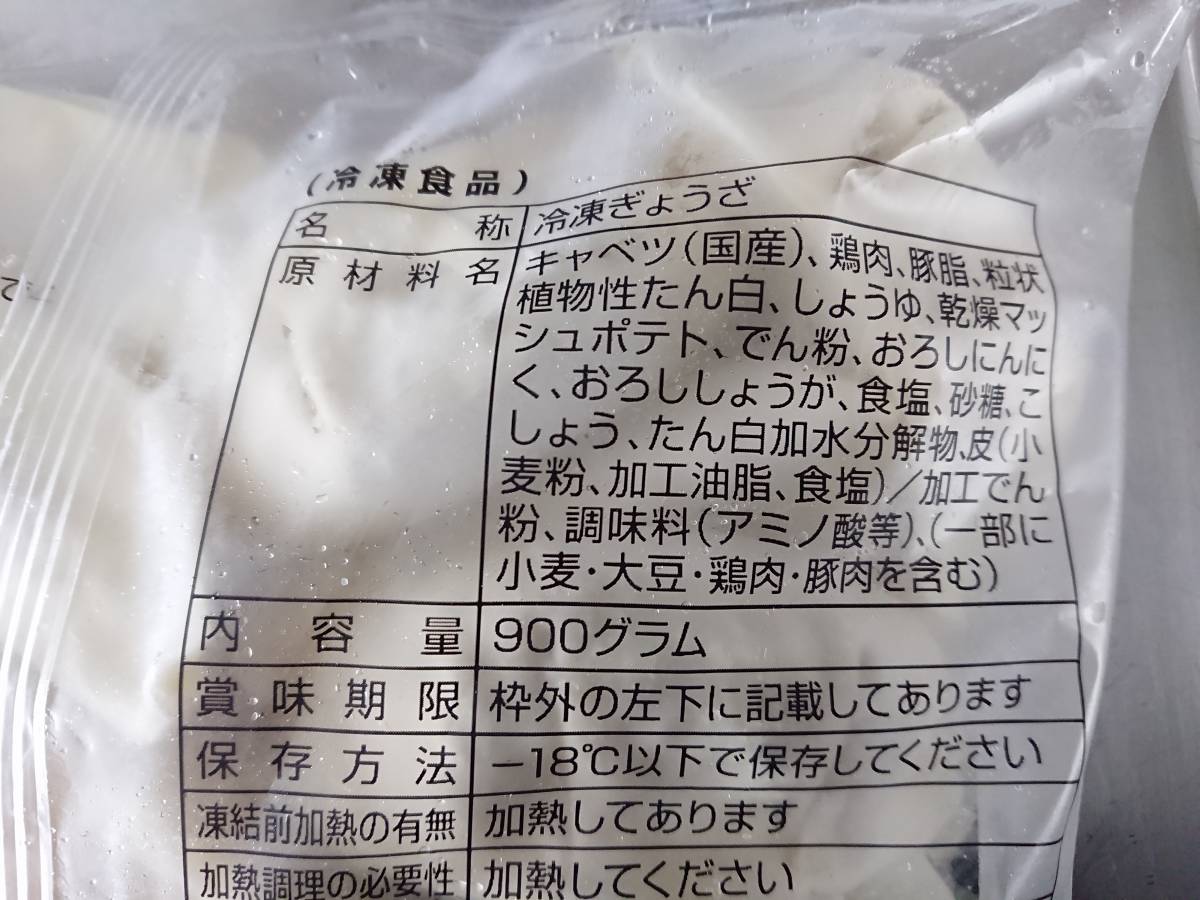 (冷凍食品)
名称 冷凍ぎょうざ
原材料名 キャベツ(国産)、鶏肉、豚脂、粒状
植物性たん白、しょうゆ、乾燥マッ
シュポテト、でん粉、おろしにんに
く、おろししょうが、食塩、砂糖、こ
しょう、たん白加水分解物、皮(小
麦粉、加工油脂、食塩)/加工でん
粉、調味料(アミノ酸等)、(一部に
小麦・大豆・鶏肉・豚肉を含む)
内容量 900グラム
賞味期限 枠外の左下に記載してあります
保存方法 -18℃以下で保存してください
凍結前加熱の有無 加熱してあります
加熱調理の必要性 加熱してください